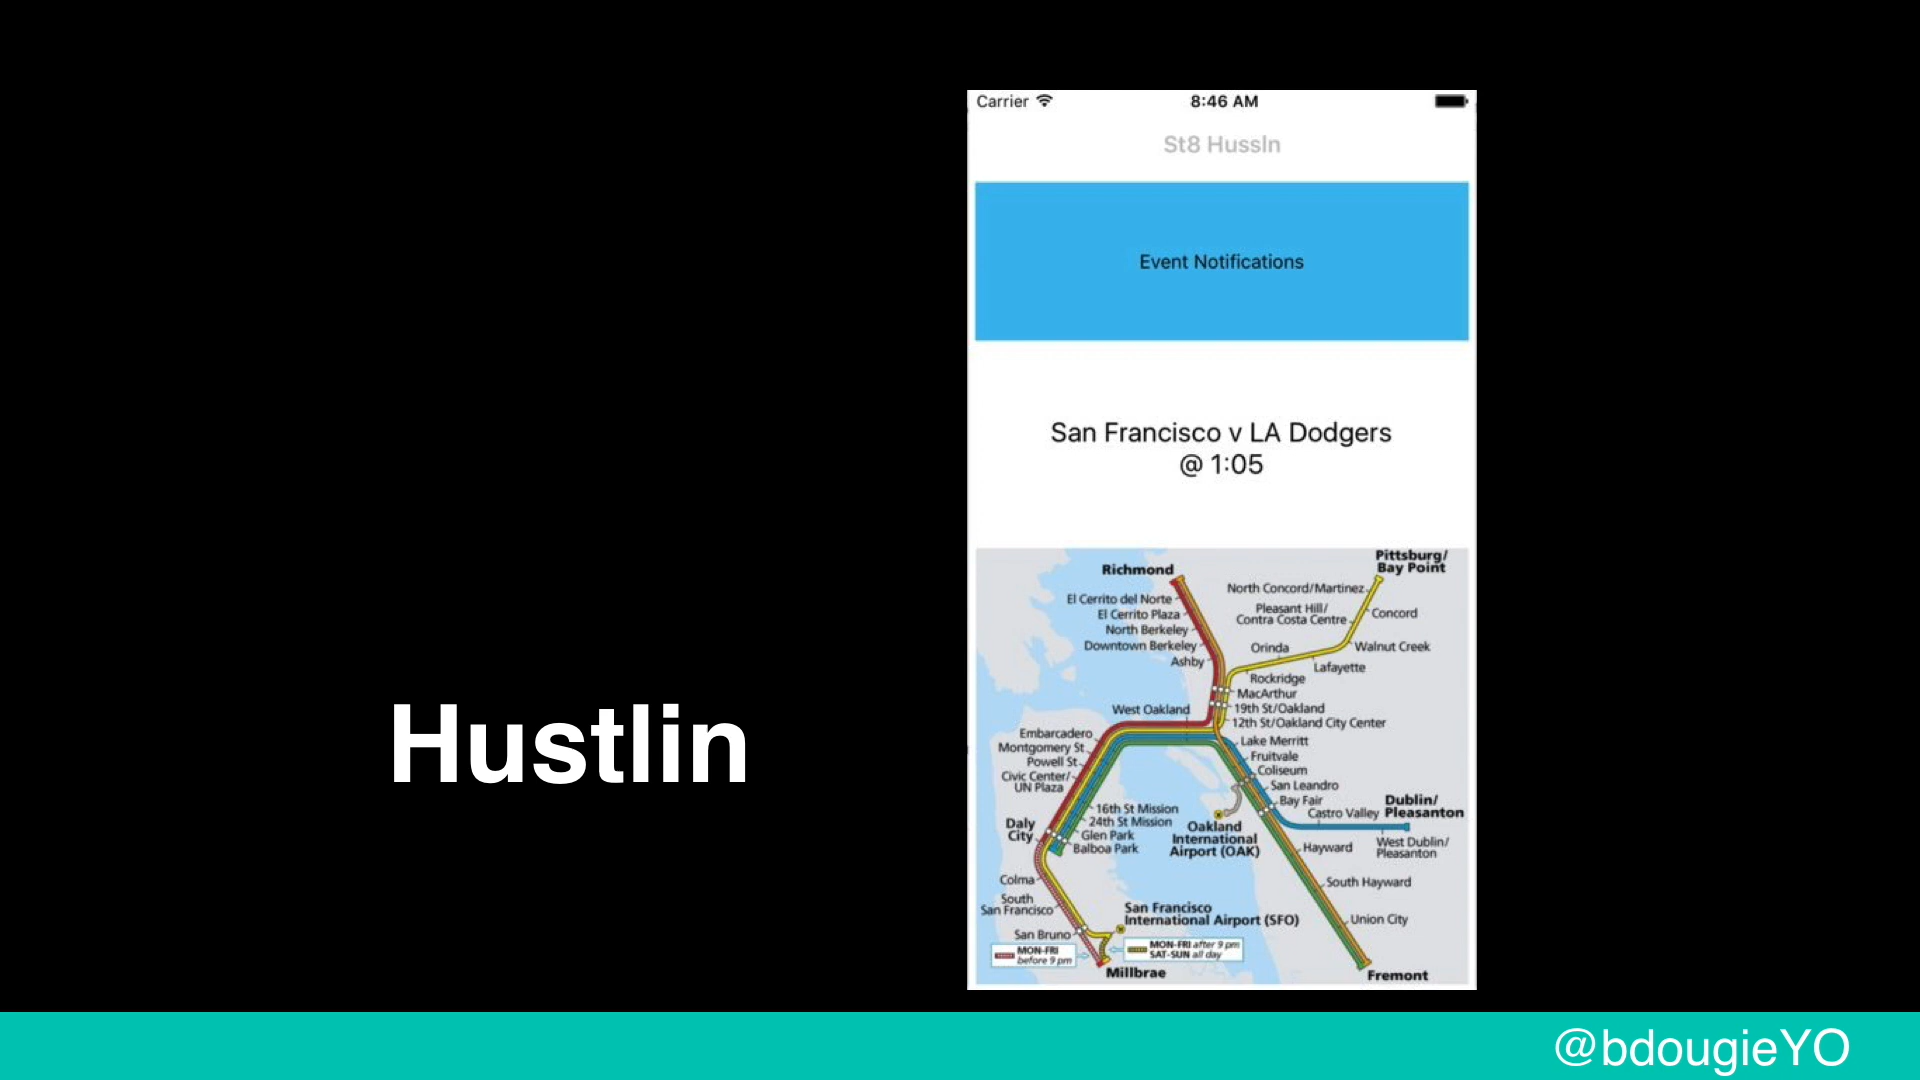 Hustlin
Carrier
8:46 AM
St8 Hussln
Event Notifications
San Francisco v LA Dodgers
@ 1:05
Richmond
El Cerrito del Norte
El Cerrito Plaza
North Berkeley
Downtown Berkeley
Ashby
Pittsburg/
Bay Point
North Concord/Martinez
Pleasant Hill/
Contra Costa Centre
Concord
Orinda
Walnut Creek
Lafayette
Rockridge
MacArthur
19th St/Oakland
12th St/Oakland City Center
West Oakland
Embarcadero
Montgomery St
Powell St
Civic Center/
UN Plaza
Lake Merritt
Fruitvale
Coliseum
San Leandro
Bay Fair
Castro Valley
Dublin/
Pleasanton
West Dublin/
Pleasanton
16th St Mission
24th St Mission
Glen Park
Balboa Park
Daly
City
Oakland
International
Airport (OAK)
Hayward
South Hayward
Union City
Fremont
Colma
South
San Francisco
San Bruno
San Francisco
International Airport (SFO)
MON-FRI
before 9 pm
MON-FRI after 9 pm
SAT-SUN all day
Millbrae
@bdougieYO